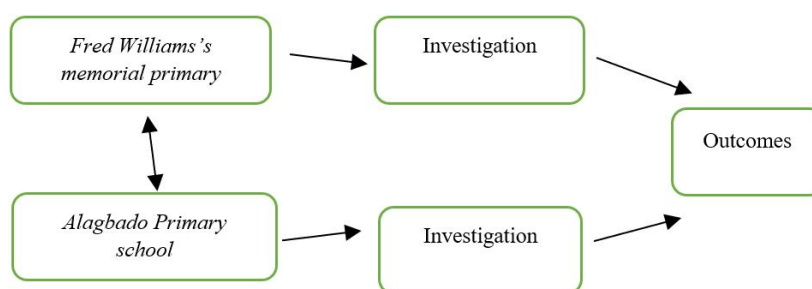 Fred Williams’s
memorial primary
Investigation
Outcomes
Alagbado Primary
school
Investigation